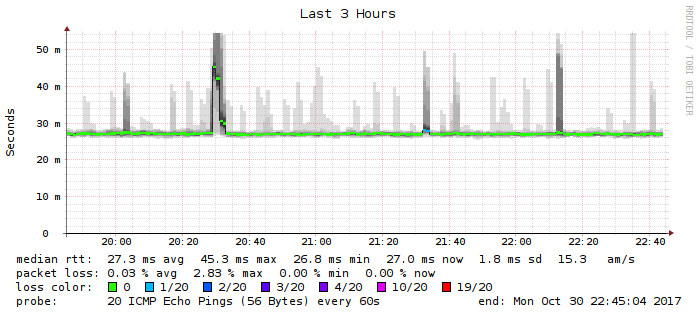 Last 3 Hours
RRDTOOL / TOBI OETIKER
Seconds
50 m
40 m
30 m
20 m
10 m
0
20:00 20:20 20:40 21:00 21:20 21:40 22:00 22:20 22:40
median rtt: 27.3 ms avg 45.3 ms max 26.8 ms min 27.0 ms now 1.8 ms sd 15.3 am/s
packet loss: 0.03 % avg 2.83 % max 0.00 % min 0.00 % now
loss color: 0 1/20 2/20 3/20 4/20 10/20 19/20
probe: 20 ICMP Echo Pings (56 Bytes) every 60s end: Mon Oct 30 22:45:04 2017